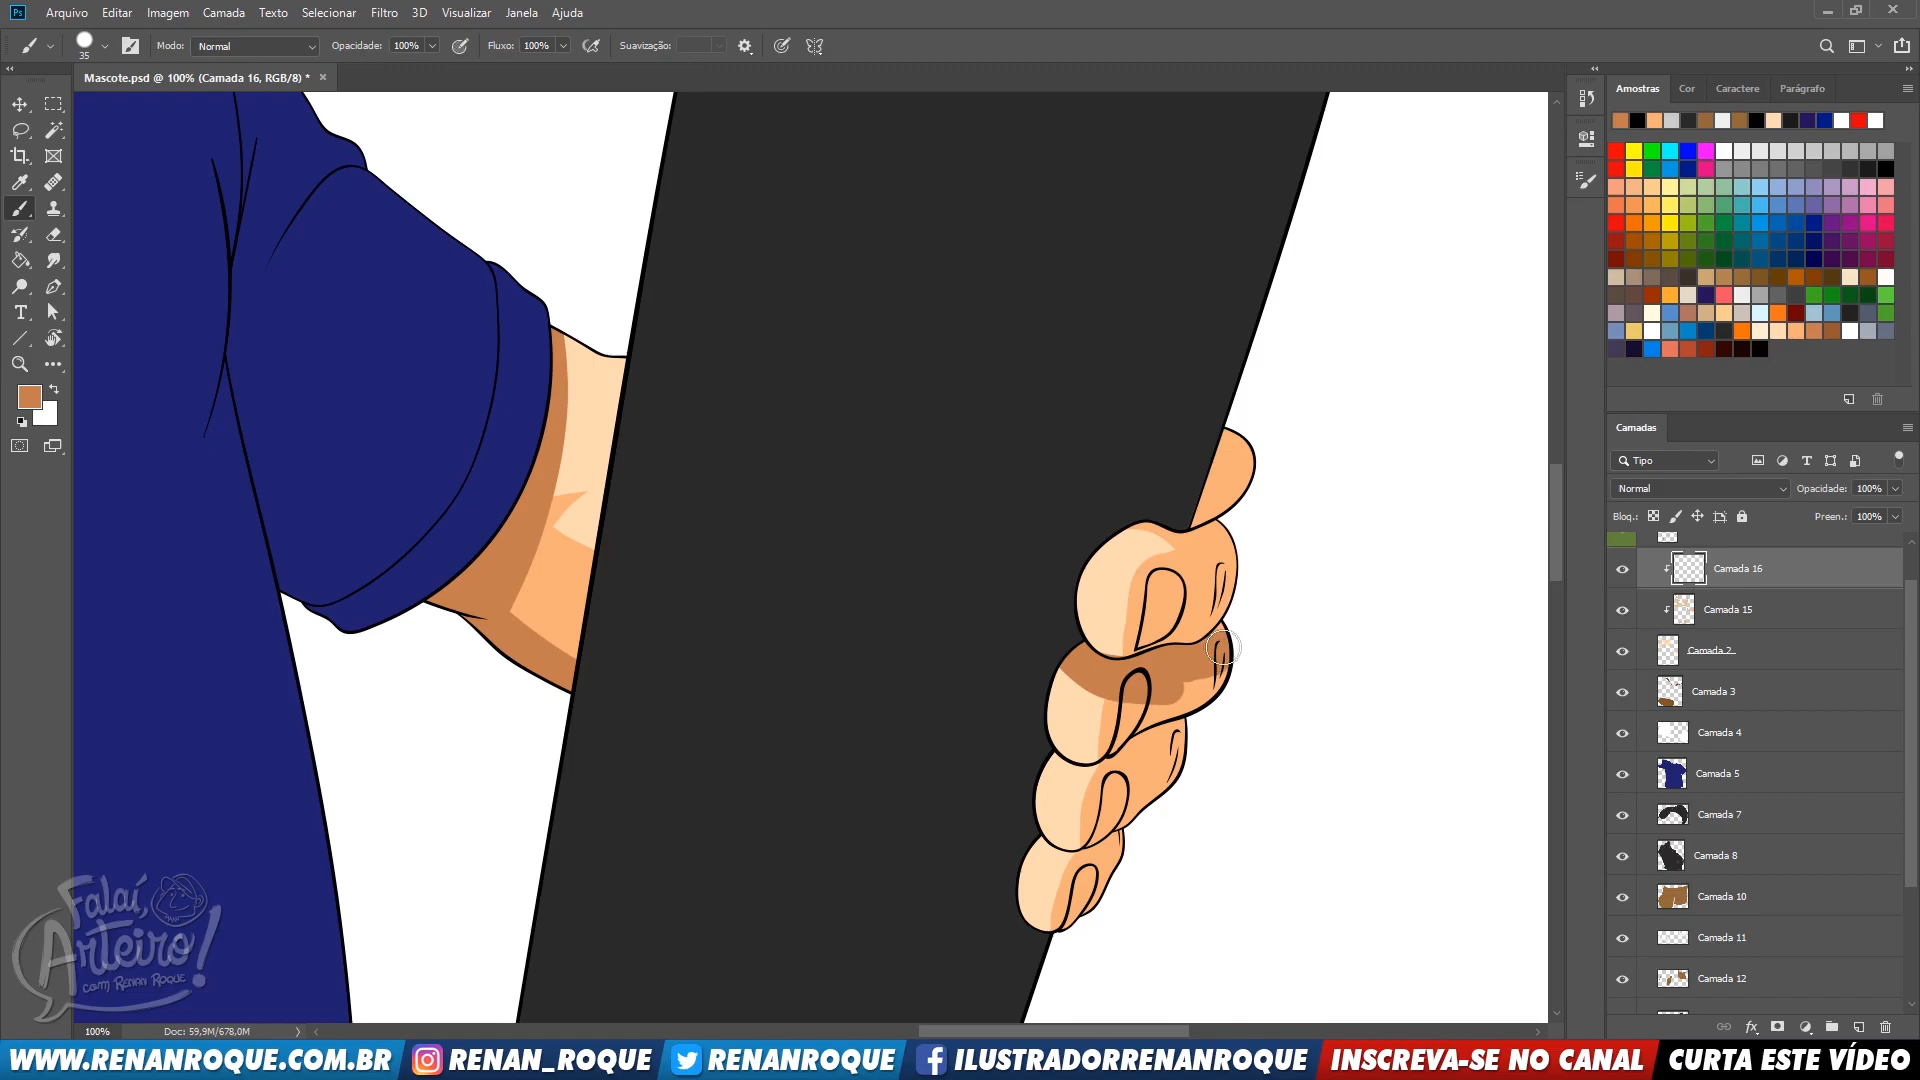 Ps Arquivo Editar Imagem Camada Texto Selecionar Filtro 3D Visualizar Janela Ajuda
35 Modo: Normal Opacidade: 100% Fluxo: 100% Suavização:
Mascote.psd @ 100% (Camada 16, RGB/8) *
Amostras Cor Caractere Parágrafo
Camadas
Tipo
Normal Opacidade: 100%
Bloq.: Preen.: 100%
Camada 16
Camada 15
Camada 2
Camada 3
Camada 4
Camada 5
Camada 7
Camada 8
Camada 10
Camada 11
Camada 12
Falaí,
Arteiro!
com Renan Roque
100% Doc: 59,9M/678,0M
WWW.RENANROQUE.COM.BR RENAN_ROQUE RENANROQUE ILUSTRADORRENANROQUE INSCREVA-SE NO CANAL CURTA ESTE VÍDEO